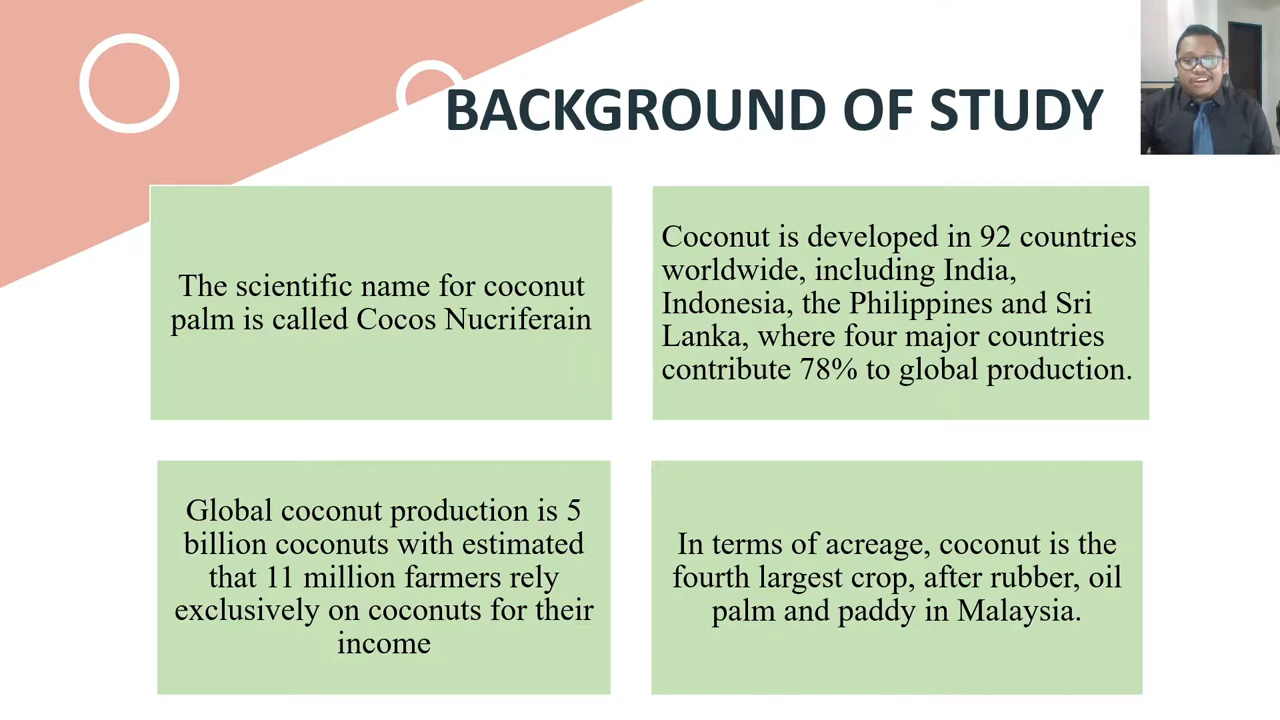 BACKGROUND OF STUDY
The scientific name for coconut
palm is called Cocos Nucriferain
Coconut is developed in 92 countries
worldwide, including India,
Indonesia, the Philippines and Sri
Lanka, where four major countries
contribute 78% to global production.
Global coconut production is 5
billion coconuts with estimated
that 11 million farmers rely
exclusively on coconuts for their
income
In terms of acreage, coconut is the
fourth largest crop, after rubber, oil
palm and paddy in Malaysia.